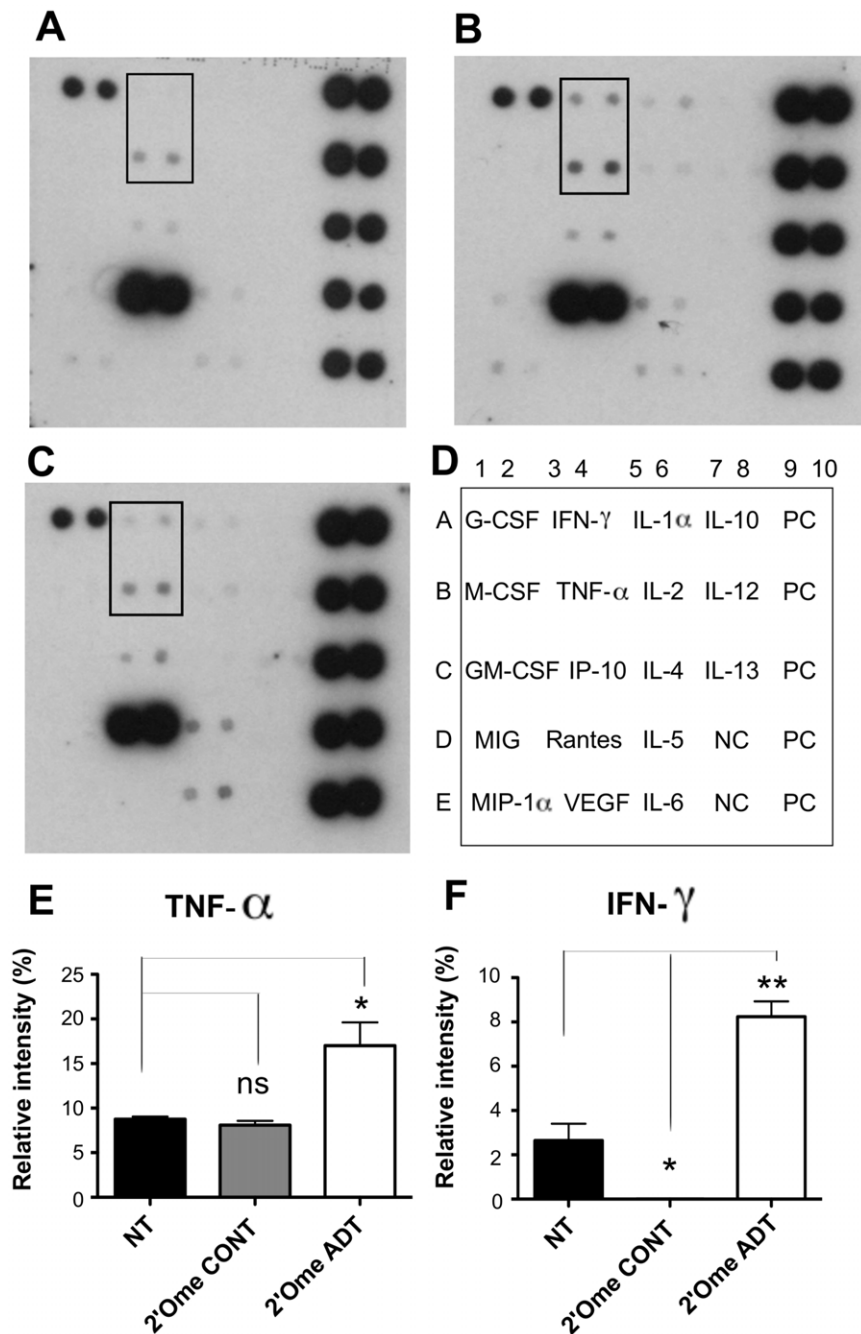 A
B
C
D
1 2 3 4 5 6 7 8 9 10
A G-CSF IFN-γ IL-1α IL-10 PC
B M-CSF TNF-α IL-2 IL-12 PC
C GM-CSF IP-10 IL-4 IL-13 PC
D MIG Rantes IL-5 NC PC
E MIP-1α VEGF IL-6 NC PC
E
TNF-α
Relative intensity (%)
25
20
15
10
5
0
ns
*
NT
2'Ome CONT
2'Ome ADT
F
IFN-γ
Relative intensity (%)
10
8
6
4
2
0
*
**
NT
2'Ome CONT
2'Ome ADT